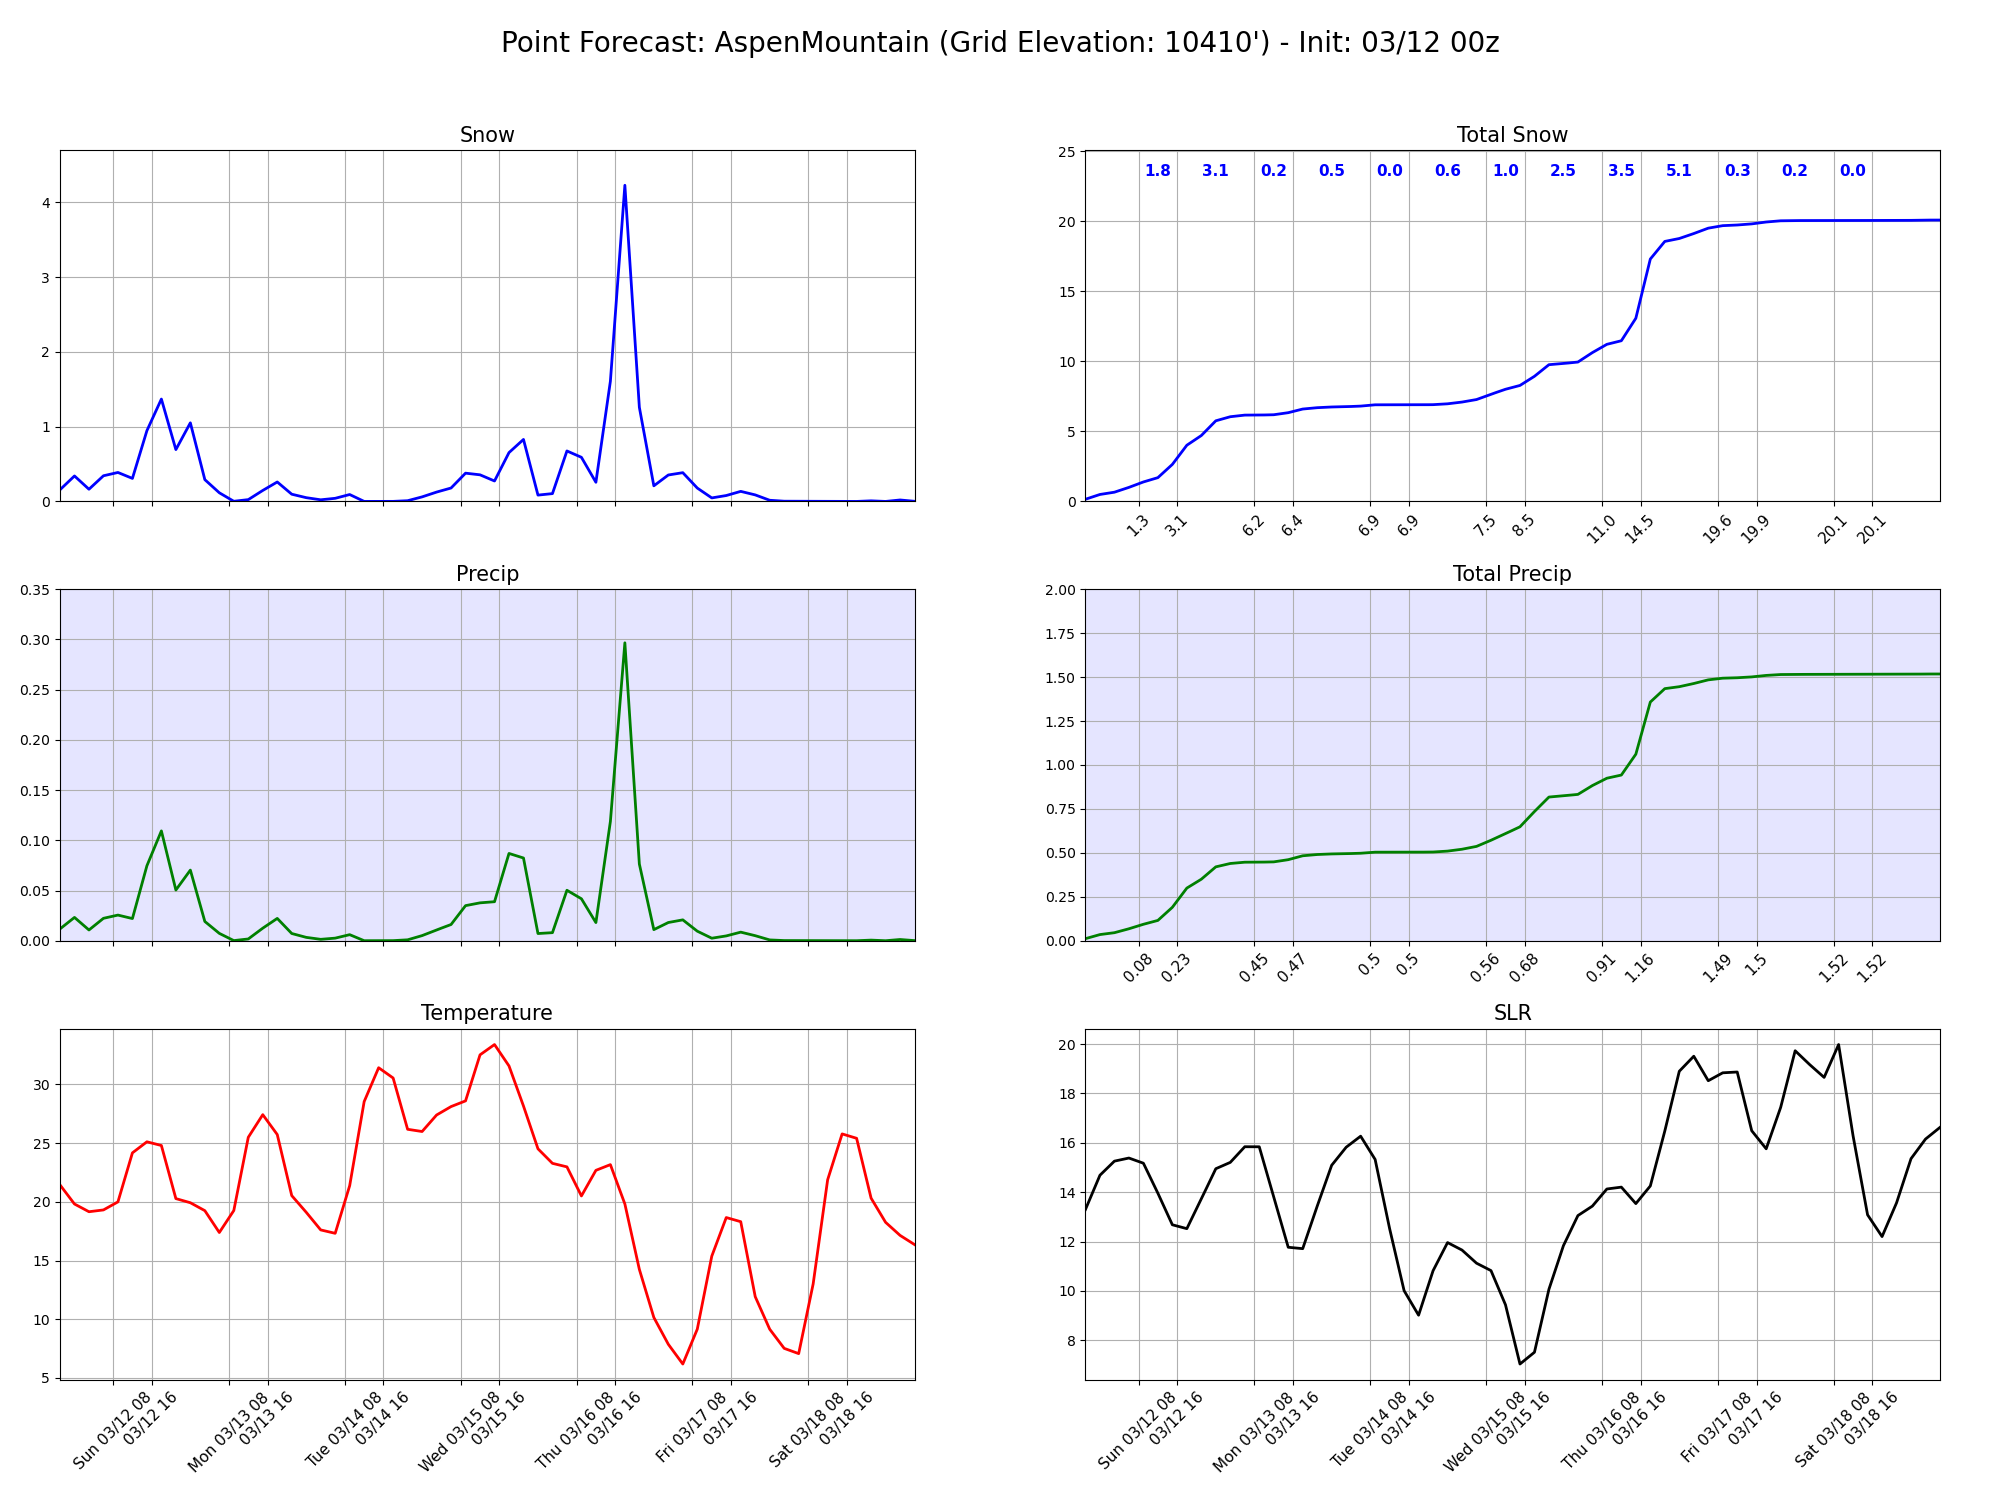 Point Forecast: AspenMountain (Grid Elevation: 10410') - Init: 03/12 00z
Snow
4
3
2
1
0
Total Snow
25
20
15
10
5
0
1.8 3.1 0.2 0.5 0.0 0.6 1.0 2.5 3.5 5.1 0.3 0.2 0.0
1.3 3.1 6.2 6.4 6.9 6.9 7.5 8.5 11.0 14.5 19.6 19.9 20.1 20.1
Precip
0.35
0.30
0.25
0.20
0.15
0.10
0.05
0.00
Total Precip
2.00
1.75
1.50
1.25
1.00
0.75
0.50
0.25
0.00
0.08 0.23 0.45 0.47 0.5 0.5 0.56 0.68 0.91 1.16 1.49 1.5 1.52 1.52
Temperature
30
25
20
15
10
5
Sun 03/12 08
03/12 16
Mon 03/13 08
03/13 16
Tue 03/14 08
03/14 16
Wed 03/15 08
03/15 16
Thu 03/16 08
03/16 16
Fri 03/17 08
03/17 16
Sat 03/18 08
03/18 16
SLR
20
18
16
14
12
10
8
Sun 03/12 08
03/12 16
Mon 03/13 08
03/13 16
Tue 03/14 08
03/14 16
Wed 03/15 08
03/15 16
Thu 03/16 08
03/16 16
Fri 03/17 08
03/17 16
Sat 03/18 08
03/18 16